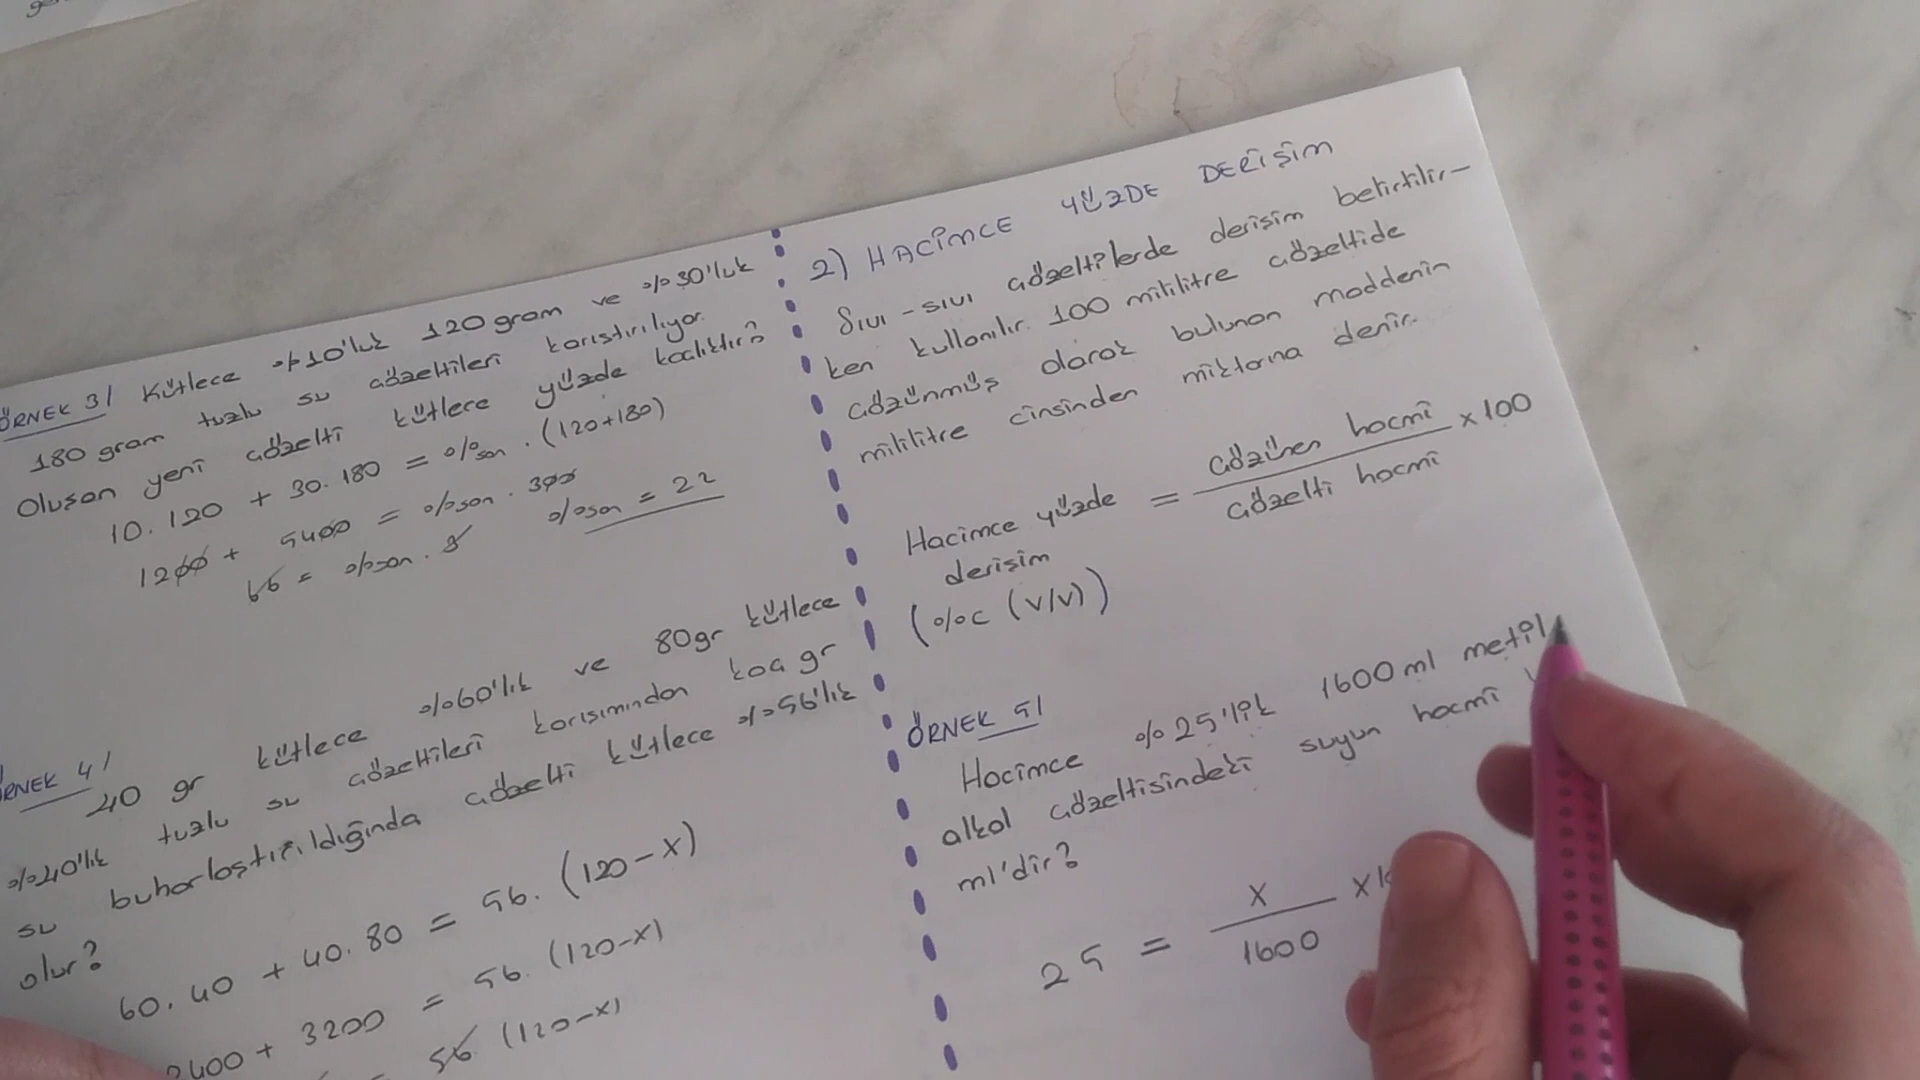 ÖRNEK 3/ Kütlece %10'luk 120 gram ve %30'luk
180 gram tuzlu su çözeltileri karıştırılıyor.
Oluşan yeni çözelti kütlece yüzde kaçlıktır?
10.120 + 30.180 = %son . (120+180)
1200 + 5400 = %son . 300
66 = %son . 3 %son = 22
ÖRNEK 4/
40 gr kütlece %60'lık ve 80gr kütlece
%40'lık tuzlu su çözeltileri karışımından kaç gr
su buharlaştırıldığında çözelti kütlece %56'lık
olur?
60.40 + 40.80 = 56.(120-x)
2400 + 3200 = 56.(120-x)
= 56 (120-x)
2) HACİMCE YÜZDE DERİŞİM
Sıvı - sıvı çözeltilerde derişim belirtilir-
ken kullanılır. 100 mililitre çözeltide
çözünmüş olarak bulunan maddenin
mililitre cinsinden miktarına denir.
Hacimce yüzde derişim = çözünen hacmi / çözelti hacmi x 100
(%C (V/V))
ÖRNEK 5/
Hacimce %25'lik 1600 ml metil
alkol çözeltisindeki suyun hacmi
ml'dir?
25 = x / 1600